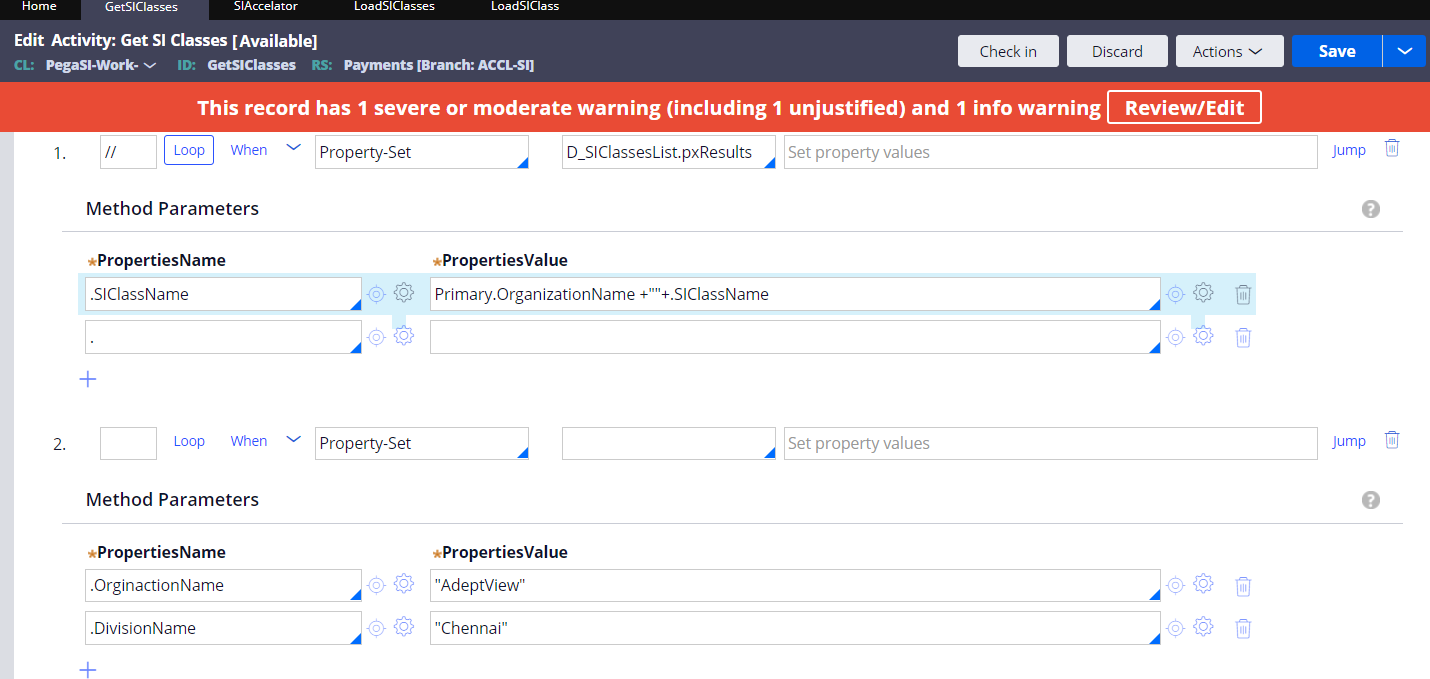 Home GetSIClasses SIAccelator LoadSIClasses LoadSIClass
Edit Activity: Get SI Classes [Available]
Check in Discard Actions Save
CL: PegaSI-Work- ID: GetSIClasses RS: Payments [Branch: ACCL-SI]
This record has 1 severe or moderate warning (including 1 unjustified) and 1 info warning Review/Edit
1. // Loop When Property-Set D_SIClassesList.pxResults Set property values Jump
Method Parameters ?
*PropertiesName *PropertiesValue
.SIClassName Primary.OrganizationName +""+.SIClassName
.
+
2. Loop When Property-Set Set property values Jump
Method Parameters ?
*PropertiesName *PropertiesValue
.OrginactionName "AdeptView"
.DivisionName "Chennai"
+